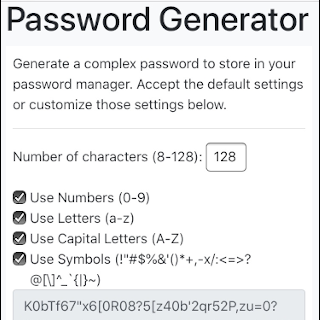 Password Generator
Generate a complex password to store in your
password manager. Accept the default settings
or customize those settings below.
Number of characters (8-128): 128
Use Numbers (0-9)
Use Letters (a-z)
Use Capital Letters (A-Z)
Use Symbols (!"#$%&'()*+,-x/:<=>?
@[\]^_`{|}~)
K0bTf67"x6[0R08?5[z40b'2qr52P,zu=0?